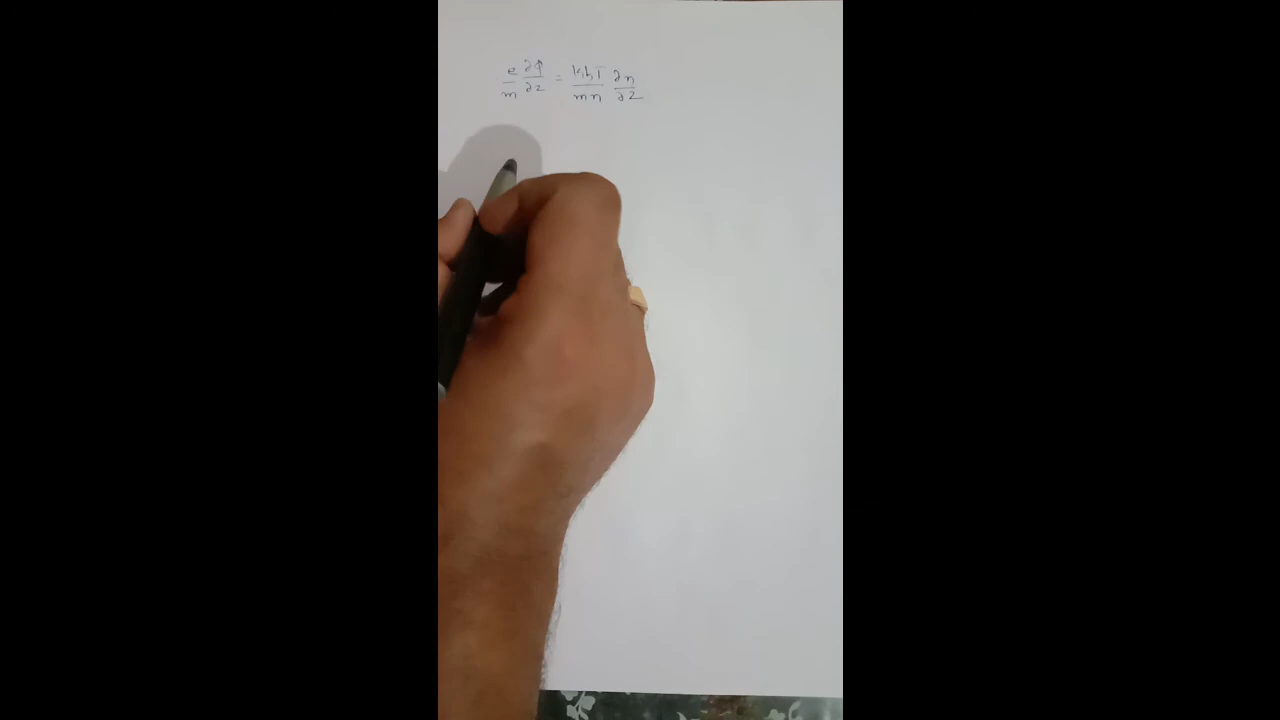 e/m ∂ϕ/∂z = kbT/mn ∂n/∂z